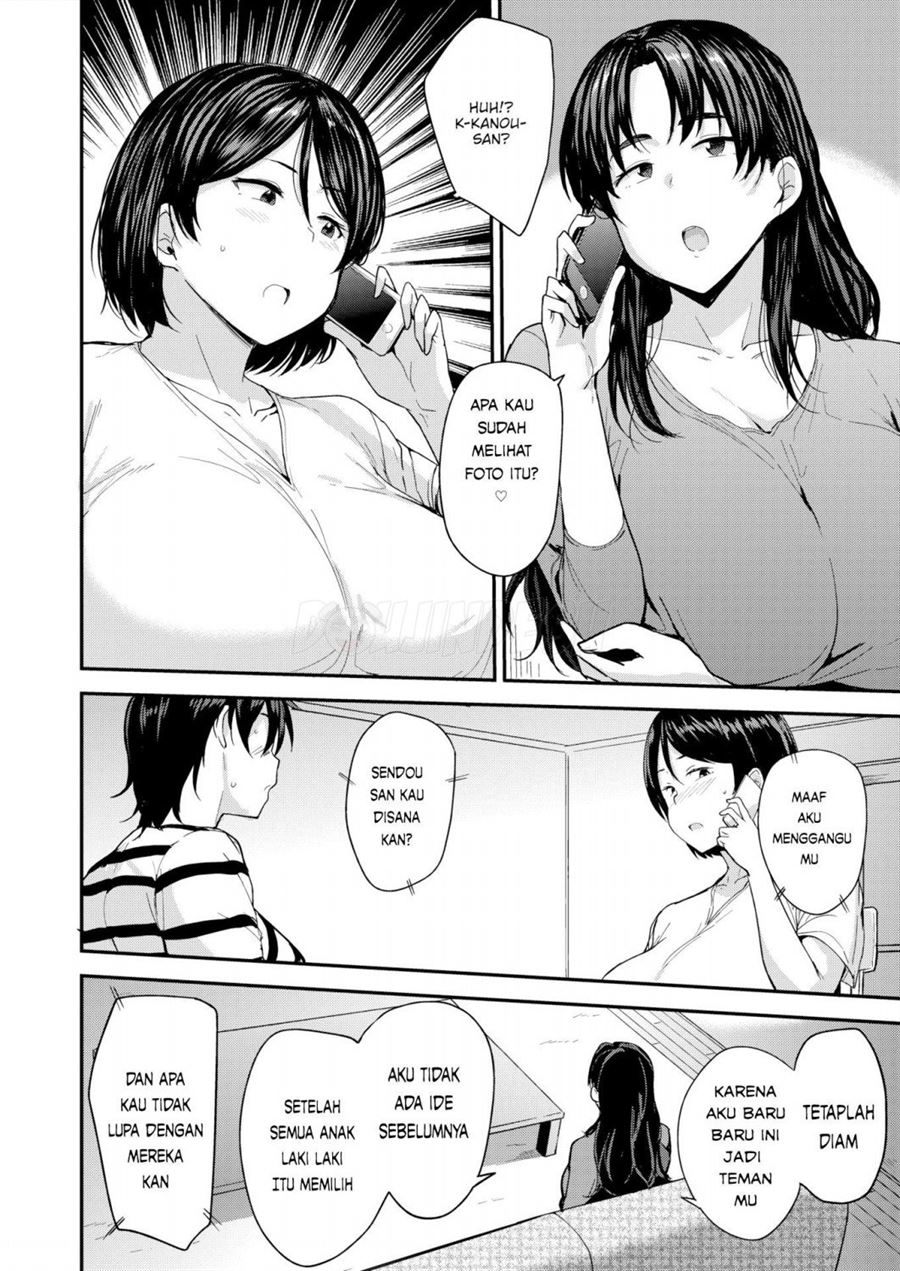 HUH!?
K-KANOU-
SAN?
APA KAU
SUDAH
MELIHAT
FOTO ITU?
♡
MAAF
AKU
MENGGANGU
MU
SENDOU
SAN KAU
DISANA
KAN?
TETAPLAH
DIAM
KARENA
AKU BARU
BARU INI
JADI
TEMAN
MU
AKU TIDAK
ADA IDE
SEBELUMNYA
SETELAH
SEMUA ANAK
LAKI LAKI
ITU MEMILIH
DAN APA
KAU TIDAK
LUPA DENGAN
MEREKA
KAN